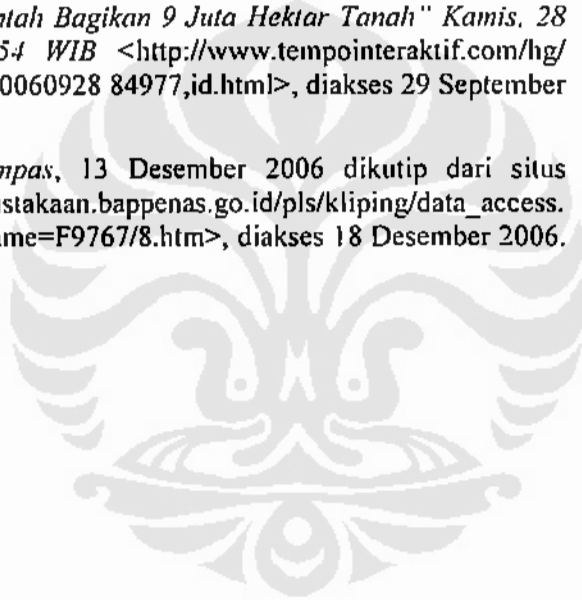 ntah Bagikan 9 Juta Hektar Tanah" Kamis, 28
54 WIB <http://www.tempointeraktif.com/hg/
0060928 84977,id.html>, diakses 29 September
mpas, 13 Desember 2006 dikutip dari situs
ustakaan.bappenas.go.id/pls/kliping/data_access.
ame=F9767/8.htm>, diakses 18 Desember 2006.